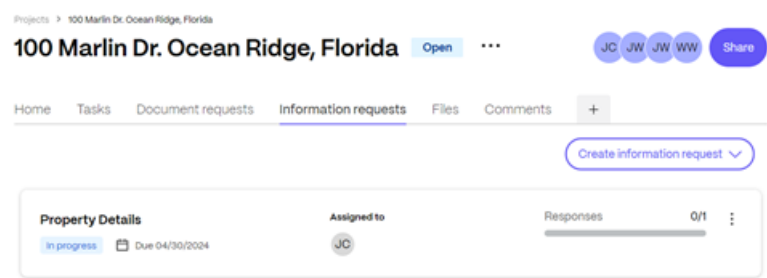 Projects > 100 Marlin Dr. Ocean Ridge, Florida
100 Marlin Dr. Ocean Ridge, Florida Open ... JC JW JW WW Share
Home Tasks Document requests Information requests Files Comments +
Create information request
Property Details Assigned to Responses 0/1
In progress Due 04/30/2024 JC